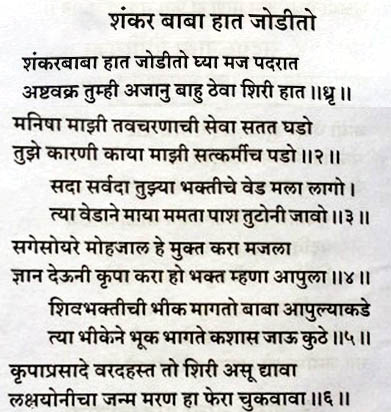 शंकर बाबा हात जोडीतो
शंकरबाबा हात जोडीतो घ्या मज पदरात
अष्टवक्र तुम्ही अजानु बाहु ठेवा शिरी हात ॥ध्रृ॥
मनिषा माझी तवचरणाची सेवा सतत घडो
तुझे कारणी काया माझी सत्कर्मीच पडो ॥२॥
सदा सर्वदा तुझ्या भक्तीचे वेड मला लागो।
त्या वेडाने माया ममता पाश तुटोनी जावो ॥३॥
सगेसोयरे मोहजाल हे मुक्त करा मजला
ज्ञान देऊनी कृपा करा हो भक्त म्हणा आपुला ॥४॥
शिवभक्तीची भीक मागतो बाबा आपुल्याकडे
त्या भीकेने भूक भागते कशास जाऊ कुठे ॥५॥
कृपाप्रसादे वरदहस्त तो शिरी असू द्यावा
लक्षयोनीचा जन्म मरण हा फेरा चुकवावा ॥६॥